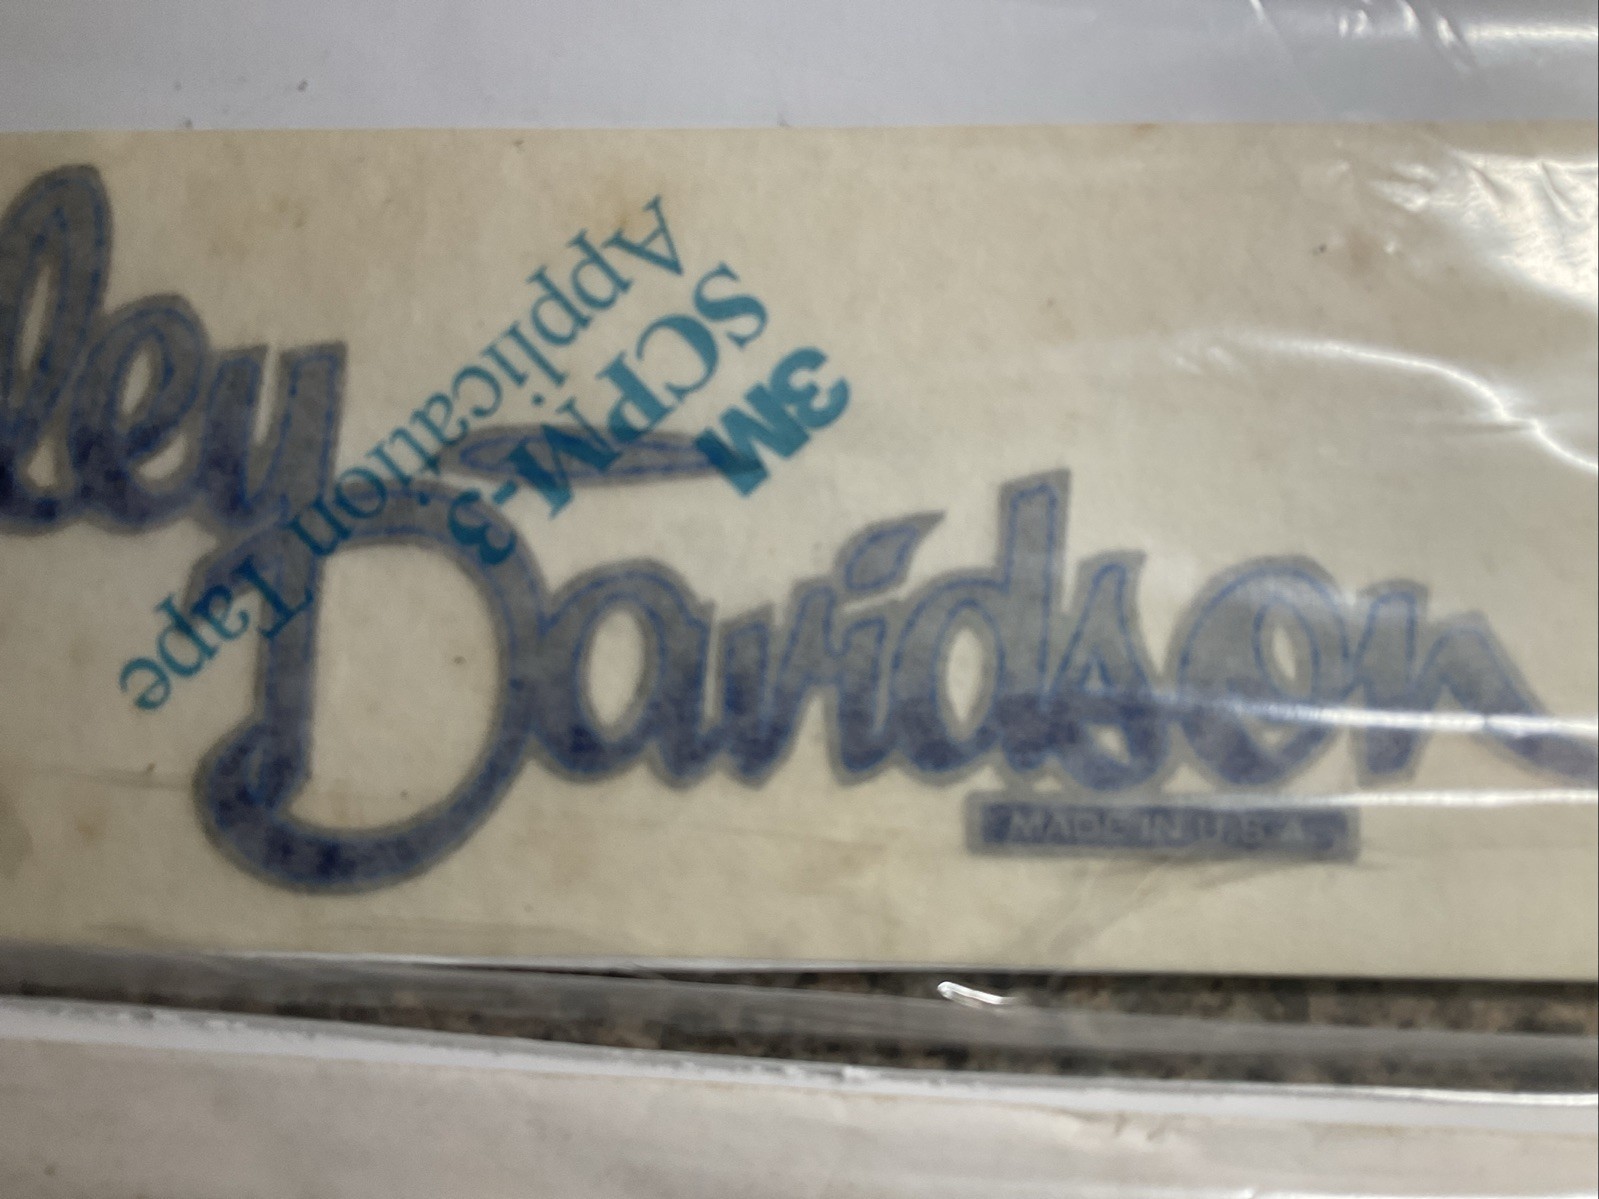 ley-
Davidson
MADE IN U.S.A.
3M
SCPM-3
Application Tape